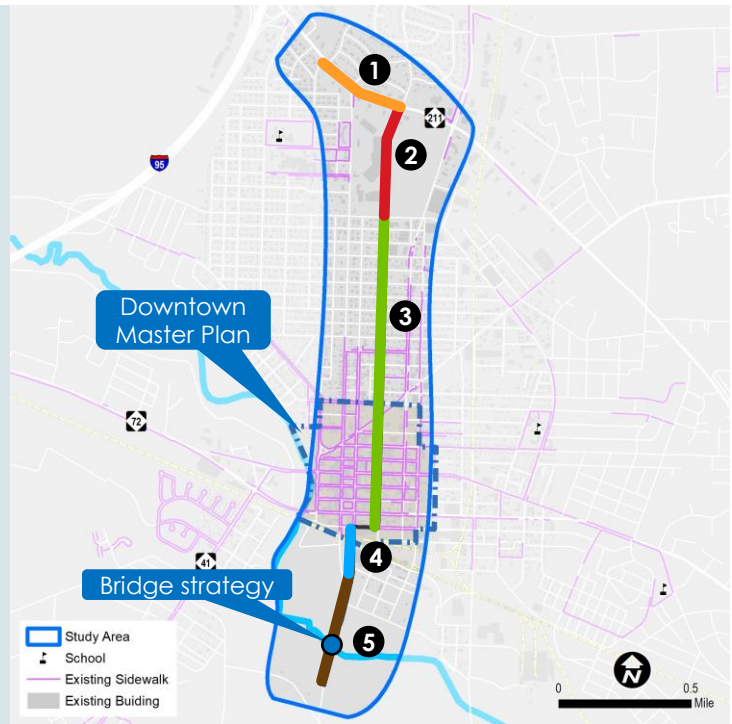 1
211
2
95
Downtown
Master Plan
3
72
4
41
Bridge strategy
5
Study Area
School
Existing Sidewalk
Existing Buiding
N
0
0.5
Mile